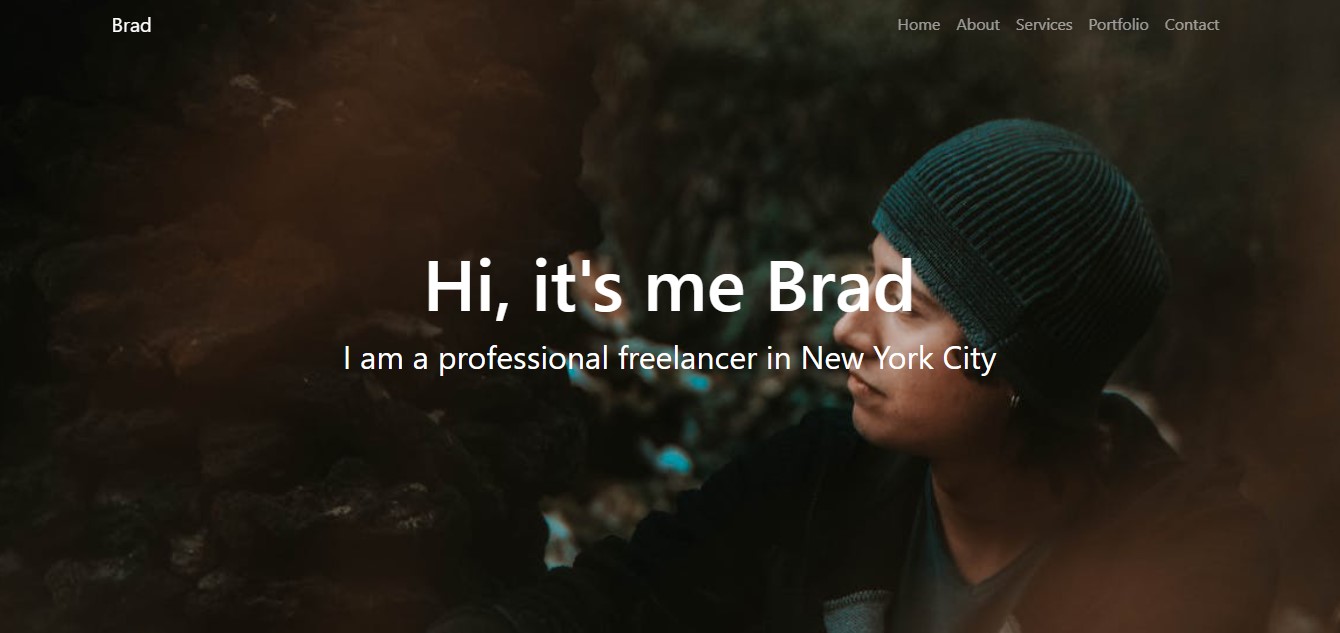 Brad
Home About Services Portfolio Contact
Hi, it's me Brad
I am a professional freelancer in New York City